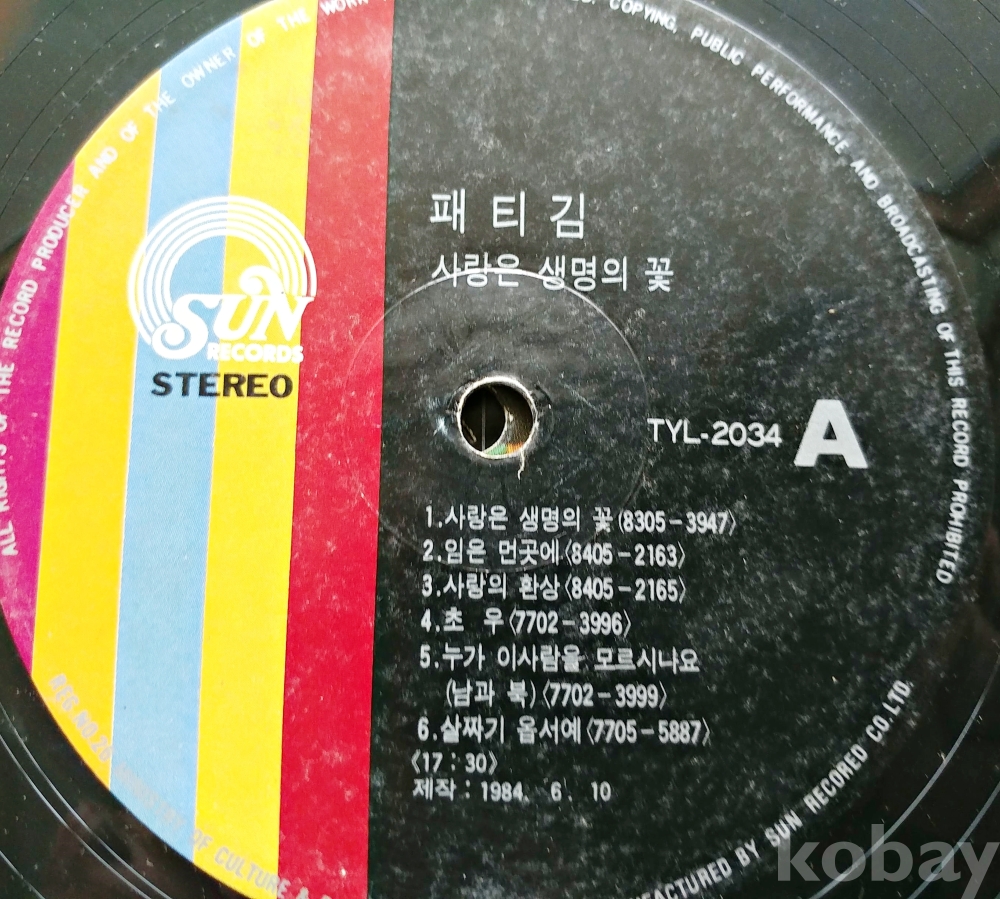 ALL RIGHTS OF THE RECORD PRODUCER AND OF THE OWNER OF THE WORK
COPYING, PUBLIC PERFORMANCE AND BROADCASTING OF THIS RECORD PROHIBITED
SUN
RECORDS
STEREO
패티김
사랑은 생명의 꽃
TYL-2034 A
1.사랑은 생명의 꽃〈8305-3947〉
2.임은 먼곳에〈8405-2163〉
3.사랑의 환상〈8405-2165〉
4.초 우〈7702-3996〉
5.누가 이사람을 모르시나요
(남과 북)〈7702-3999〉
6.살짜기 옵서예〈7705-5887〉
〈17:30〉
제작:1984. 6. 10
REC.NO.
OF CULTURE &
BY SUN RECORED CO.LTD.
kobay